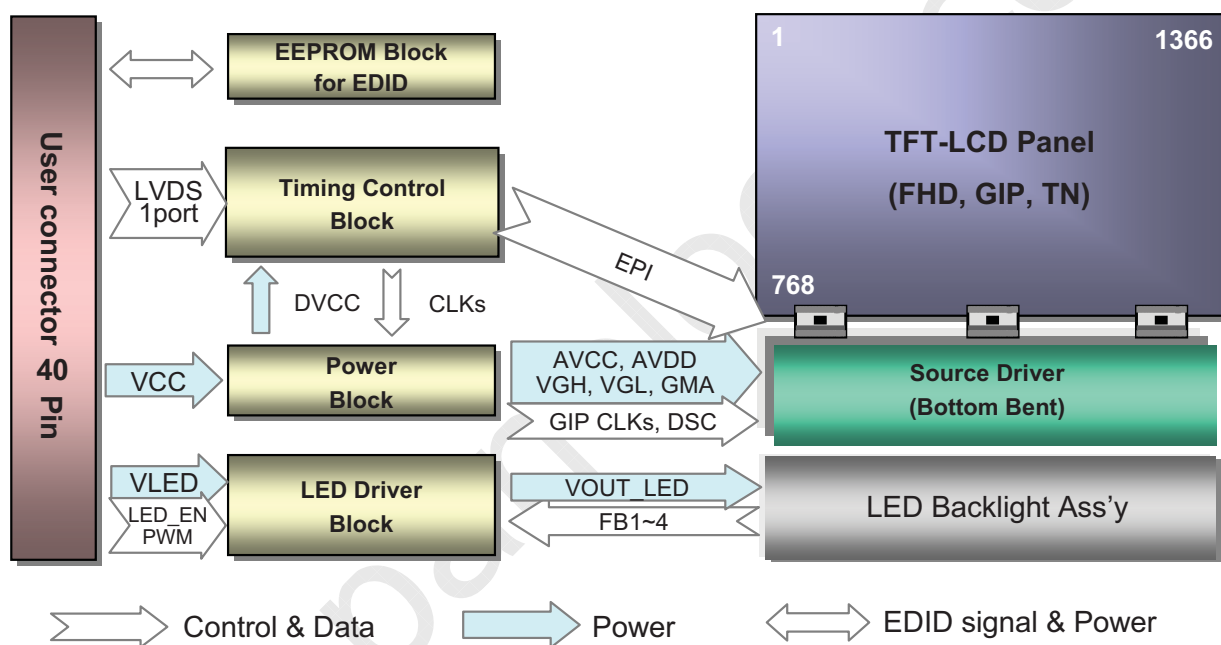 User connector 40 Pin
EEPROM Block
for EDID
LVDS
1port
Timing Control
Block
EPI
1
1366
TFT-LCD Panel
(FHD, GIP, TN)
768
DVCC
CLKs
VCC
Power
Block
AVCC, AVDD
VGH, VGL, GMA
GIP CLKs, DSC
Source Driver
(Bottom Bent)
VLED
LED_EN
PWM
LED Driver
Block
VOUT_LED
FB1~4
LED Backlight Ass’y
Control & Data
Power
EDID signal & Power